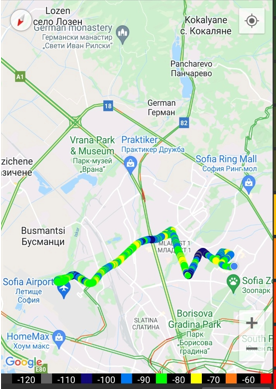 Lozen
село Лозен
Kokalyane
с. Кокаляне
German monastery
Германски манастир
„Свети Иван Рилски"
A1
Pancharevo
Панчарево
18
German
Герман
82
Vrana Park
& Museum
Парк-музей
„Врана"
Praktiker
Практикер Дружба
Sofia Ring Mall
София Ринг-мол
zichene
зичене
Busmantsi
Бусманци
MLADOST 1
МЛАДОСТ 1
Sofia Airport
Летище
София
Sofia Zo
Зоопарк
SLATINA
СЛАТИНА
Borisova
Gradina Park
Парк
„Борисова
градина"
HomeMax
Хоум макс
South P
Google
-120 -110 -100 -90 -80 -70 -60